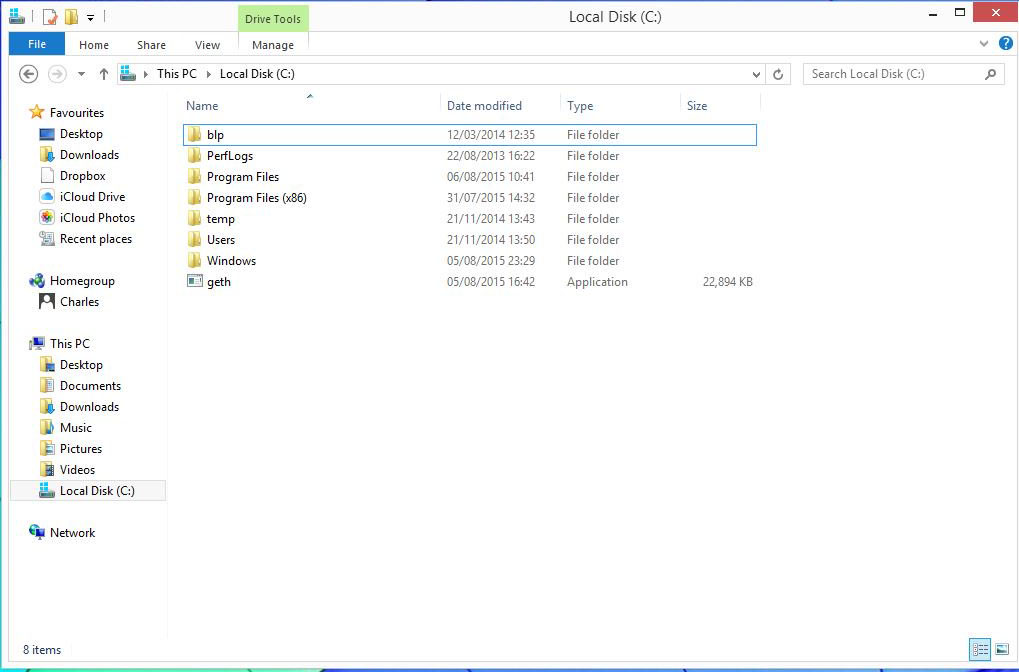 Drive Tools
Local Disk (C:)
File Home Share View Manage
This PC Local Disk (C:)
Search Local Disk (C:)
Favourites
Desktop
Downloads
Dropbox
iCloud Drive
iCloud Photos
Recent places
Homegroup
Charles
This PC
Desktop
Documents
Downloads
Music
Pictures
Videos
Local Disk (C:)
Network
Name Date modified Type Size
blp 12/03/2014 12:35 File folder
PerfLogs 22/08/2013 16:22 File folder
Program Files 06/08/2015 10:41 File folder
Program Files (x86) 31/07/2015 14:32 File folder
temp 21/11/2014 13:43 File folder
Users 21/11/2014 13:50 File folder
Windows 05/08/2015 23:29 File folder
geth 05/08/2015 16:42 Application 22,894 KB
8 items